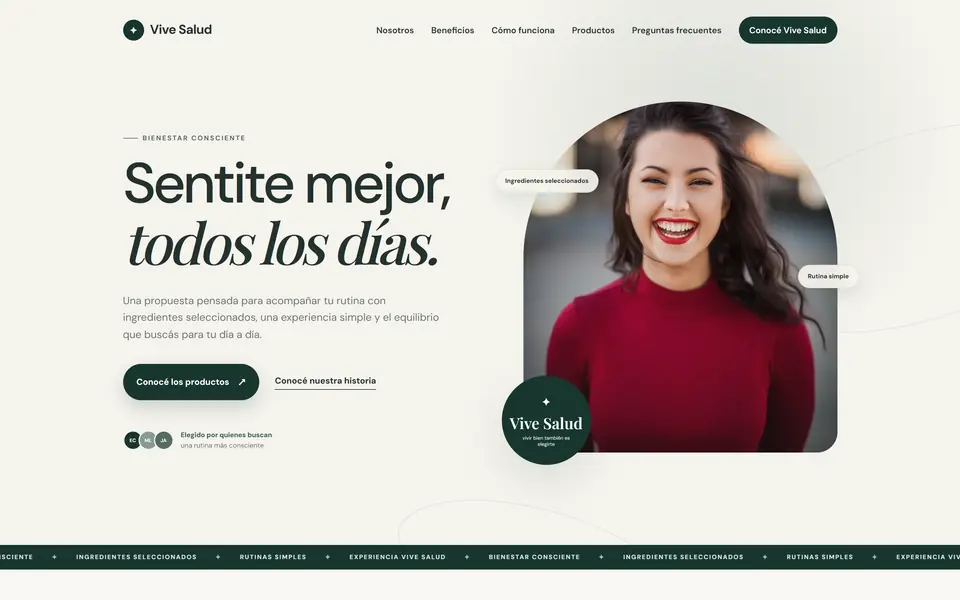 Vive Salud
Nosotros
Beneficios
Cómo funciona
Productos
Preguntas frecuentes
Conocé Vive Salud
BIENESTAR CONSCIENTE
Sentite mejor,
todos los días.
Una propuesta pensada para acompañar tu rutina con
ingredientes seleccionados, una experiencia simple y el equilibrio
que buscás para tu día a día.
Conocé los productos ↗
Conocé nuestra historia
EC
ML
JA
Elegido por quienes buscan
una rutina más consciente
Ingredientes seleccionados
Rutina simple
Vive Salud
vivir bien también es
elegirte
NSCIENTE ✦ INGREDIENTES SELECCIONADOS ✦ RUTINAS SIMPLES ✦ EXPERIENCIA VIVE SALUD ✦ BIENESTAR CONSCIENTE ✦ INGREDIENTES SELECCIONADOS ✦ RUTINAS SIMPLES ✦ EXPERIENCIA VIV